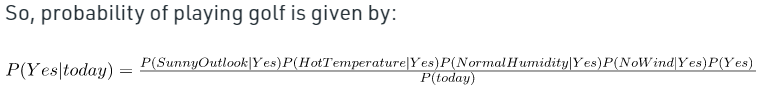 So, probability of playing golf is given by:
P(Yes|today) = P(SunnyOutlook|Yes)P(HotTemperature|Yes)P(NormalHumidity|Yes)P(NoWind|Yes)P(Yes)
P(today)